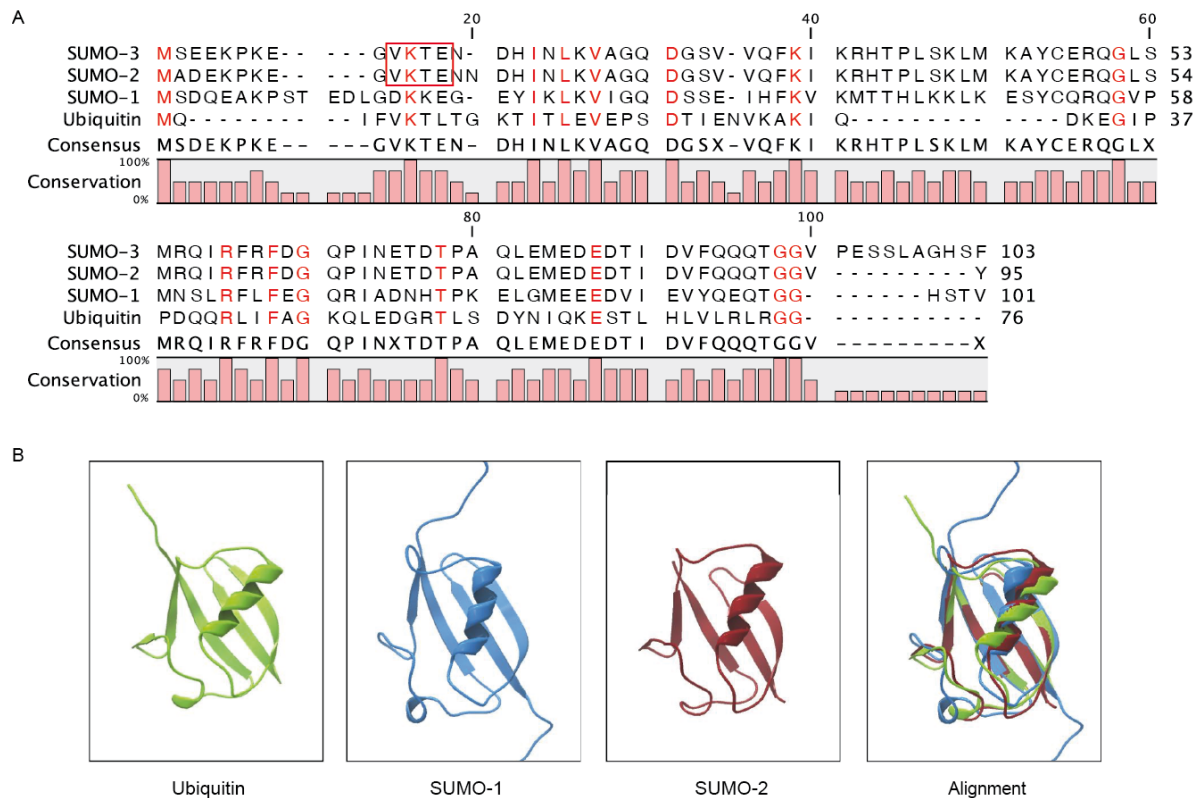 A
20 40 60
SUMO-3 MSEEKPKE-- ---GVKTEN- DHINLKVAGQ DGSV-VQFKI KRHTPLSKLM KAYCERQGLS 53
SUMO-2 MADEKPKE-- ---GVKTENN DHINLKVAGQ DGSV-VQFKI KRHTPLSKLM KAYCERQGLS 54
SUMO-1 MSDQEAKPST EDLGDKKEG- EYIKLKVIGQ DSSE-IHFKV KMTTHLKKLK ESYCQRQGVP 58
Ubiquitin MQ-------- --IFVKTLTG KTITLEVEPS DTIENVKAKI Q--------- ----DKEGIP 37
Consensus MSDEKPKE-- ---GVKTEN- DHINLKVAGQ DGSX-VQFKI KRHTPLSKLM KAYCERQGLX
100%
Conservation
0%
80 100
SUMO-3 MRQIRFRFDG QPINETDTPA QLEMEDEDTI DVFQQQTGGV PESSLAGHSF 103
SUMO-2 MRQIRFRFDG QPINETDTPA QLEMEDEDTI DVFQQQTGGV ---------Y 95
SUMO-1 MNSLRFLFEG QRIADNHTPK ELGMEEEDVI EVYQEQTGG- ------HSTV 101
Ubiquitin PDQQRLIFAG KQLEDGRTLS DYNIQKESTL HLVLRLRGG- ---------- 76
Consensus MRQIRFRFDG QPINXTDTPA QLEMEDEDTI DVFQQQTGGV ---------X
100%
Conservation
0%
B
Ubiquitin SUMO-1 SUMO-2 Alignment